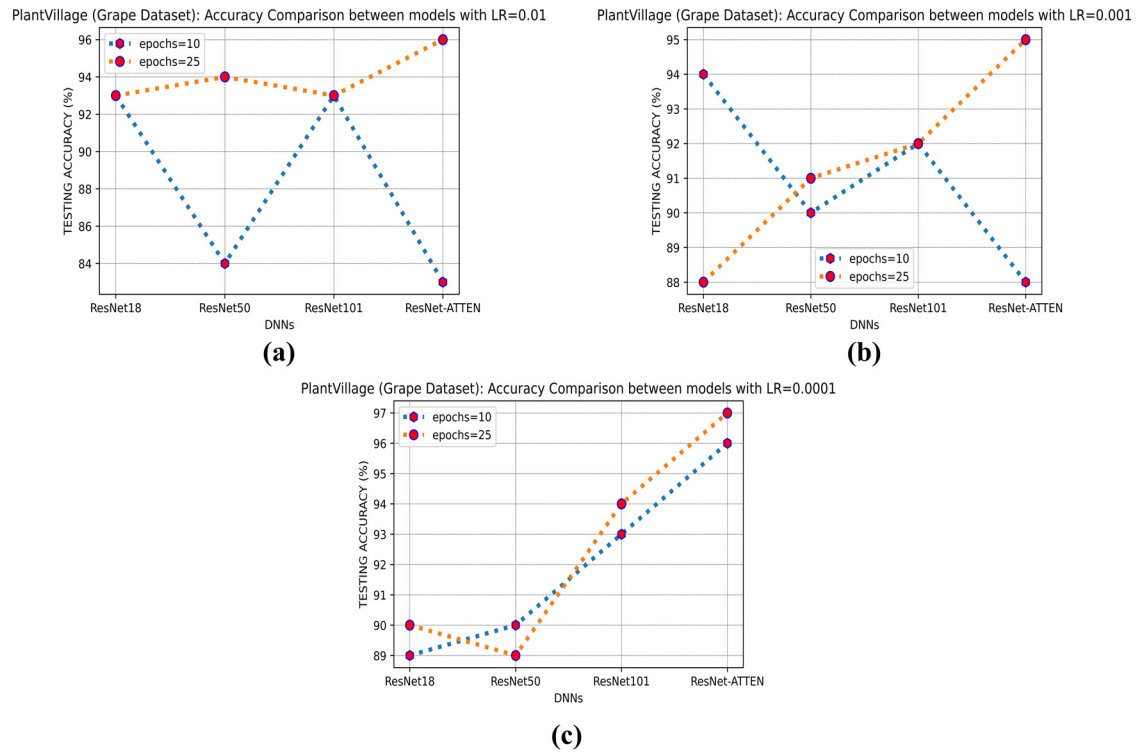 PlantVillage (Grape Dataset): Accuracy Comparison between models with LR=0.01
epochs=10
epochs=25
TESTING ACCURACY (%)
96
94
92
90
88
86
84
ResNet18
ResNet50
ResNet101
ResNet-ATTEN
DNNs
(a)
PlantVillage (Grape Dataset): Accuracy Comparison between models with LR=0.001
TESTING ACCURACY (%)
95
94
93
92
91
90
89
88
epochs=10
epochs=25
ResNet18
ResNet50
ResNet101
ResNet-ATTEN
DNNs
(b)
PlantVillage (Grape Dataset): Accuracy Comparison between models with LR=0.0001
epochs=10
epochs=25
TESTING ACCURACY (%)
97
96
95
94
93
92
91
90
89
ResNet18
ResNet50
ResNet101
ResNet-ATTEN
DNNs
(c)